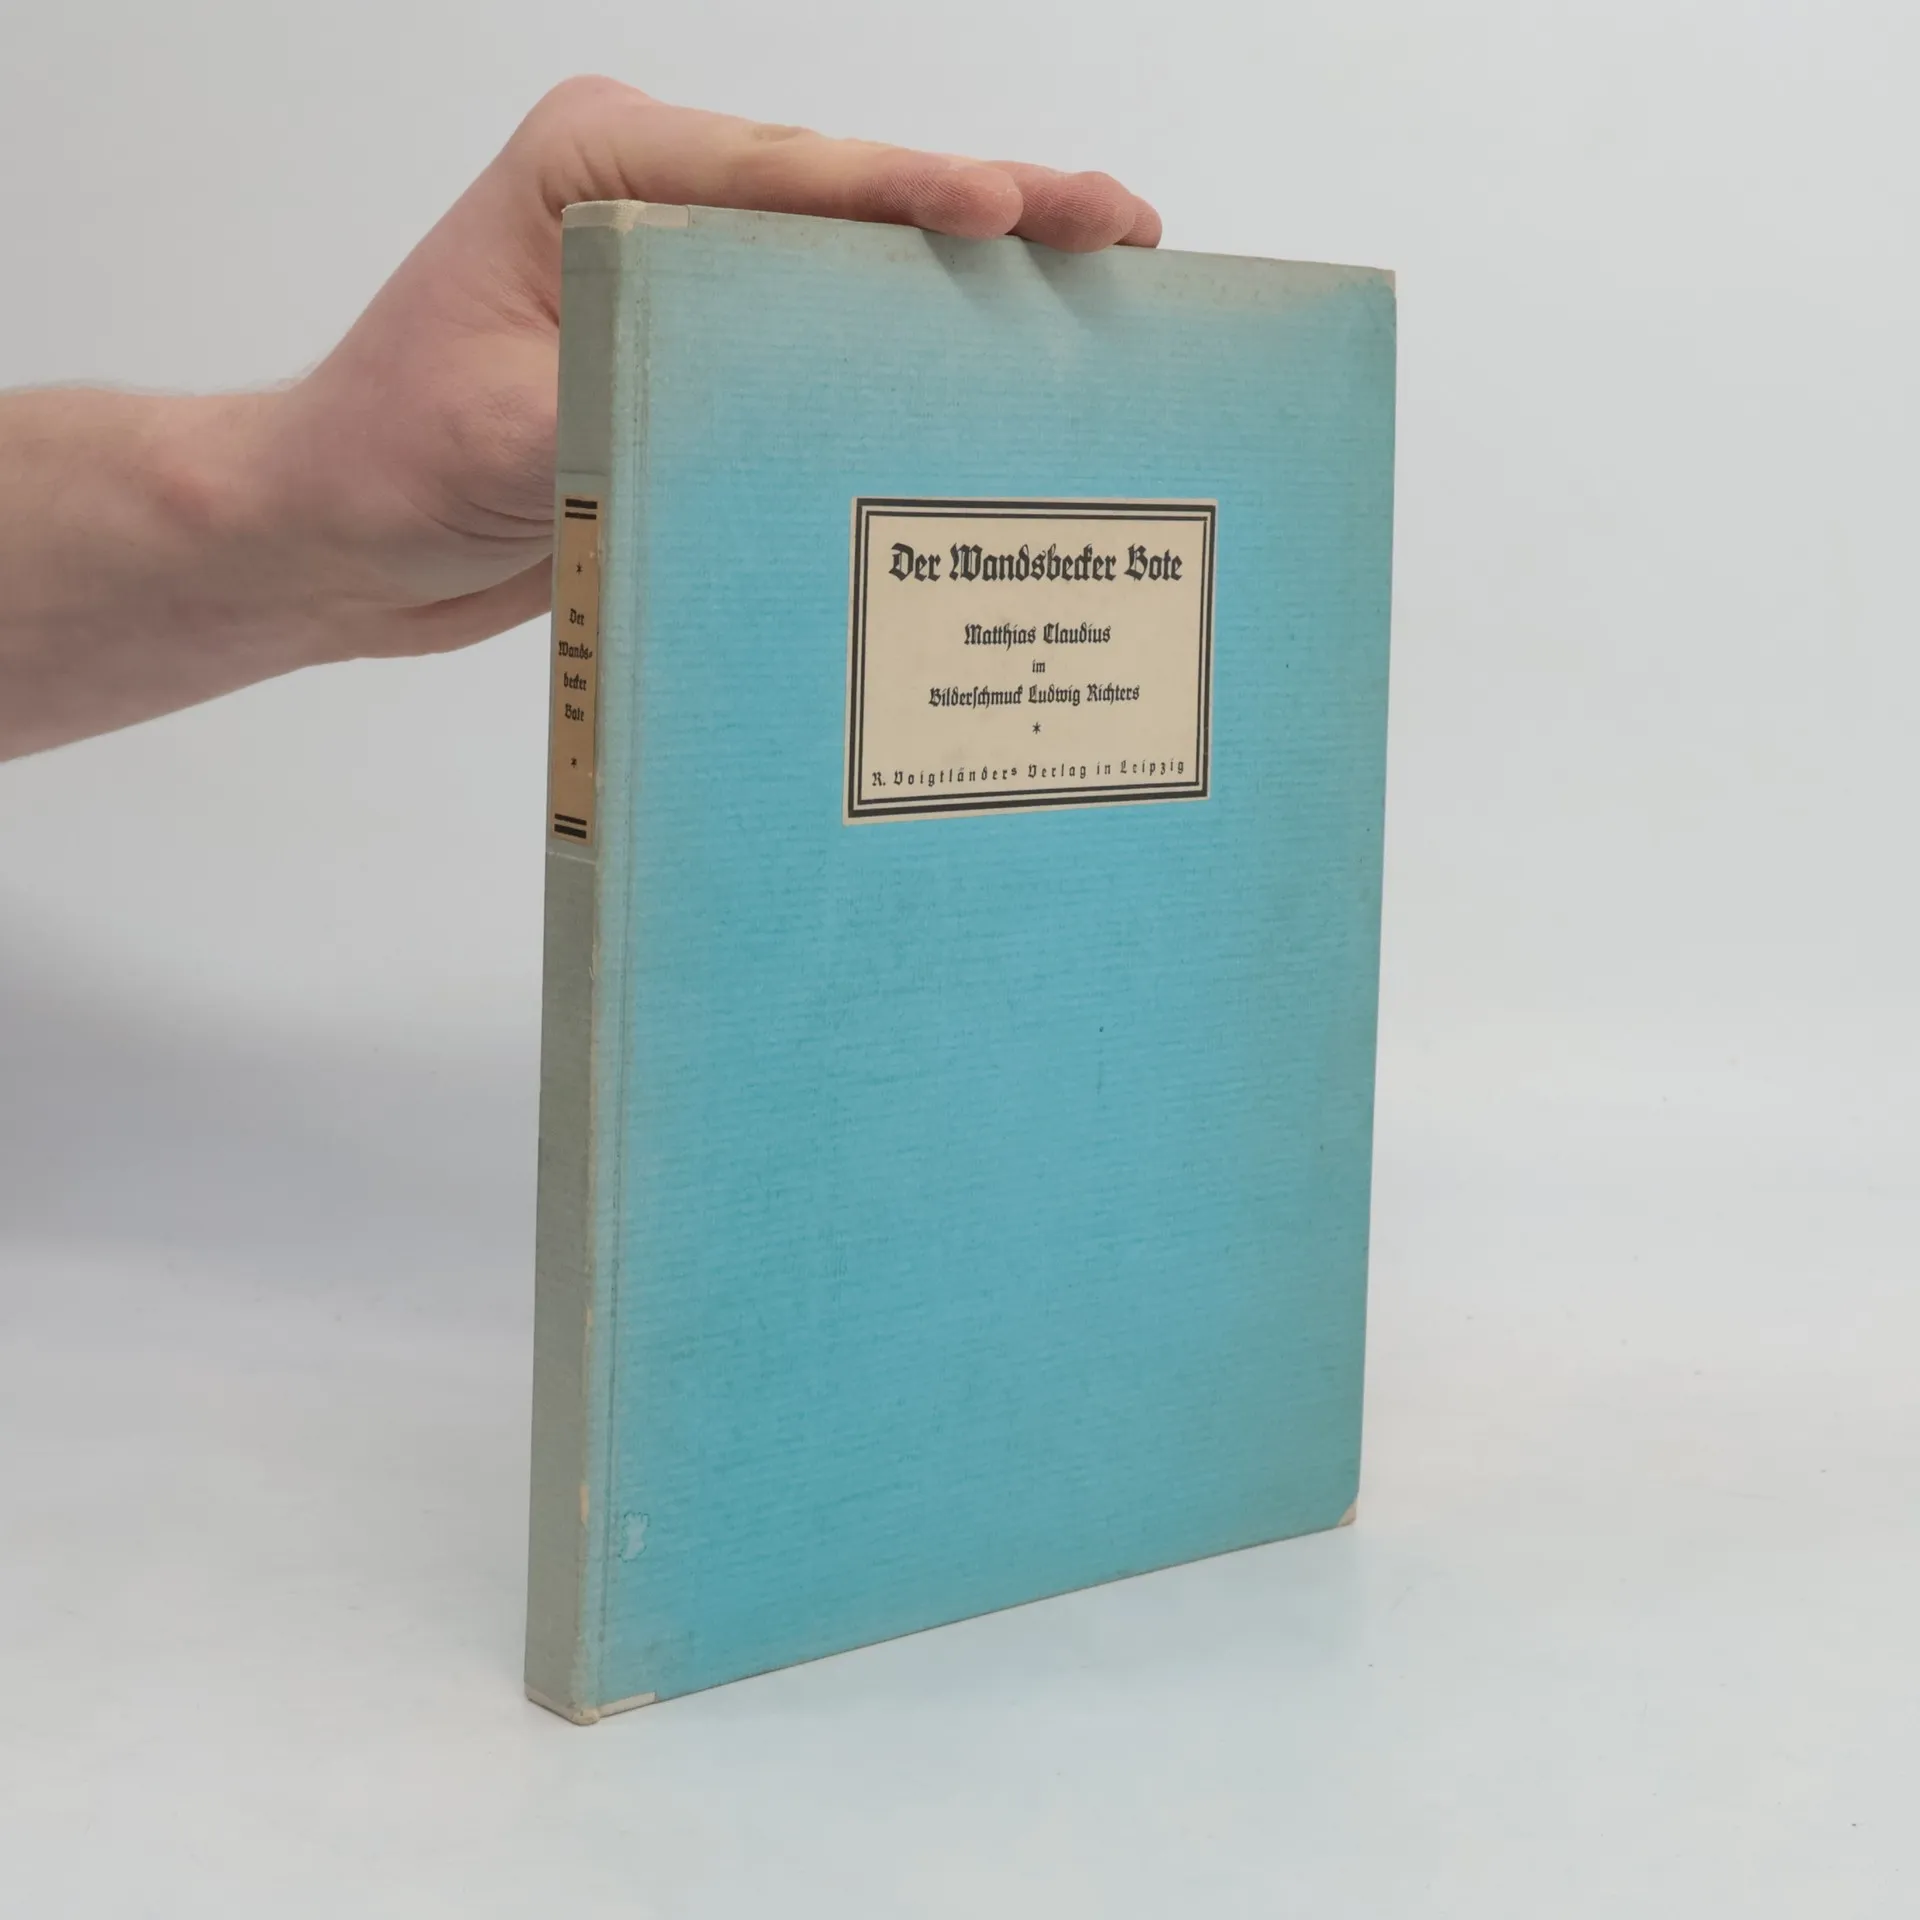 Der Wandsbecker Bote
Matthias Claudius
im
Bilderschmuck Ludwig Richters
*
R. Voigtländers Verlag in Leipzig
*
Der
Wands-
becker
Bote
*